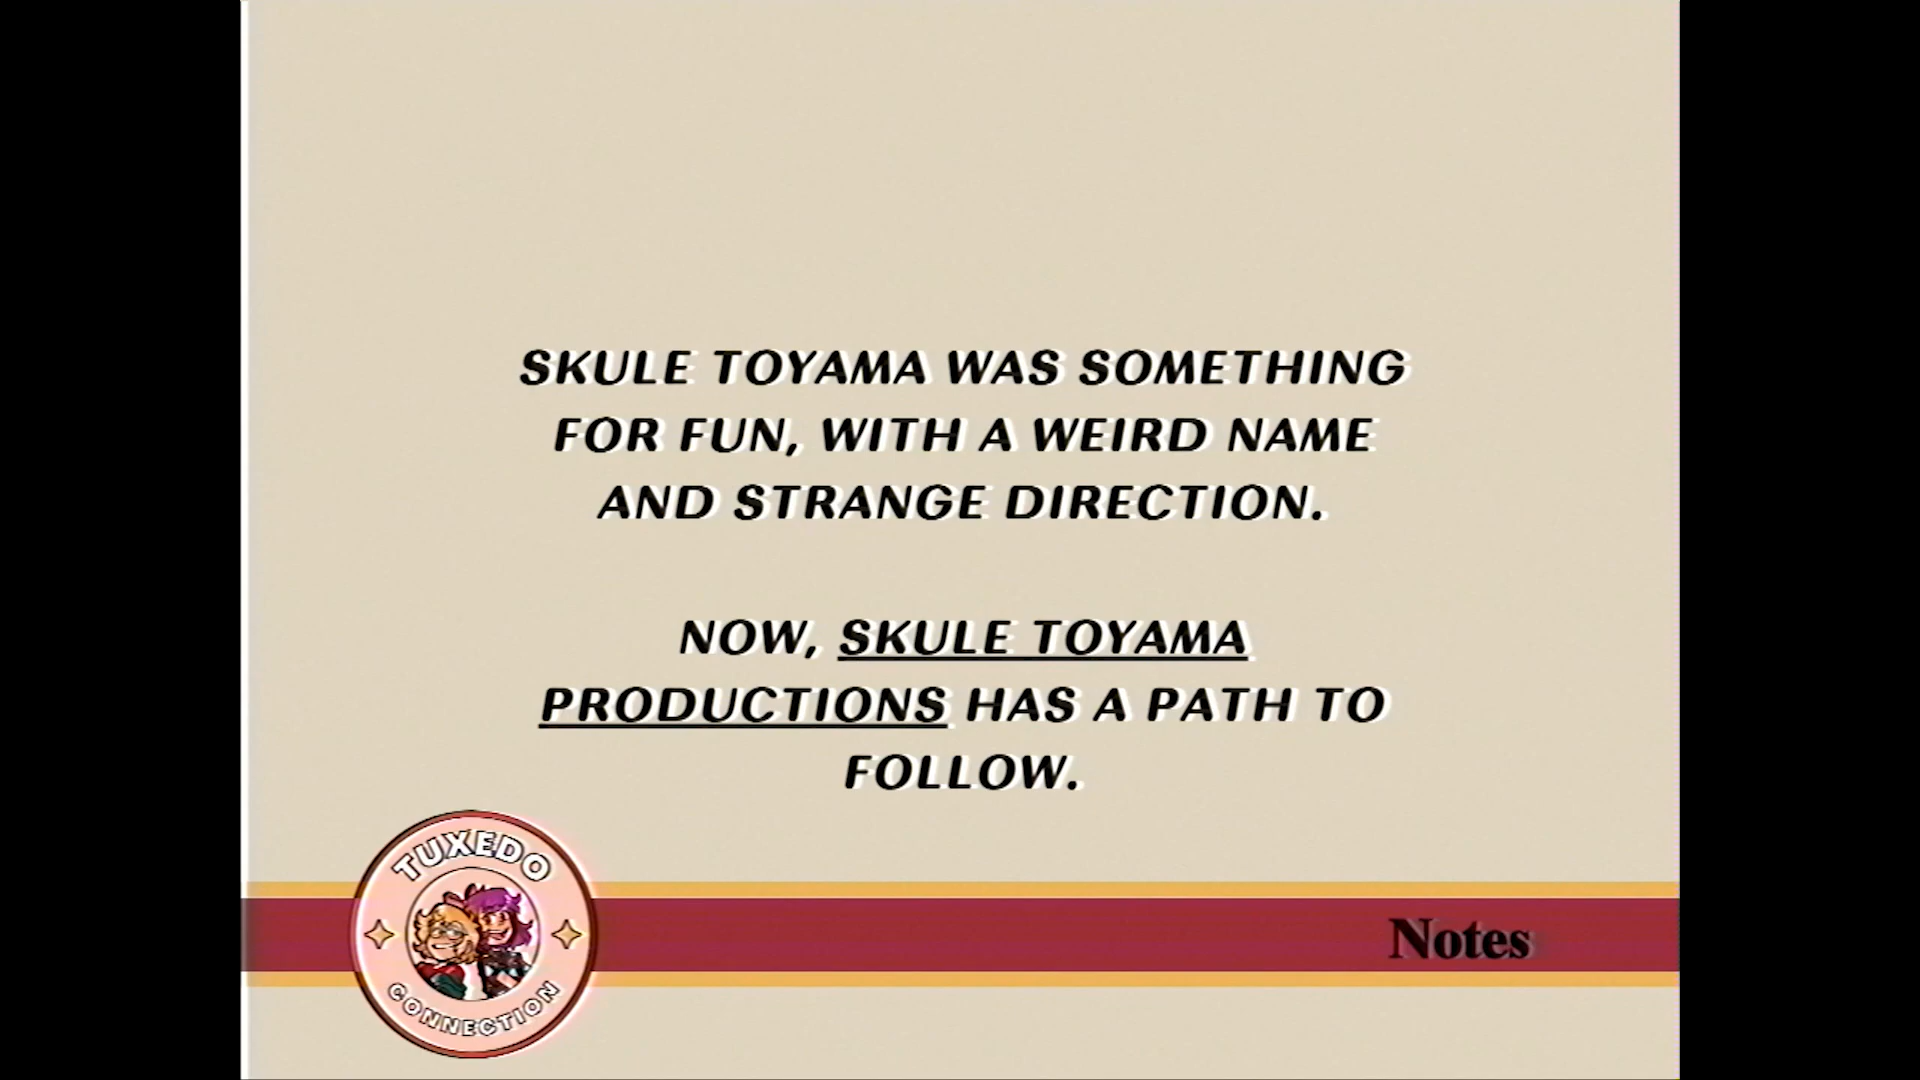 SKULE TOYAMA WAS SOMETHING
FOR FUN, WITH A WEIRD NAME
AND STRANGE DIRECTION.
NOW, SKULE TOYAMA
PRODUCTIONS HAS A PATH TO
FOLLOW.
TUXEDO
CONNECTION
Notes